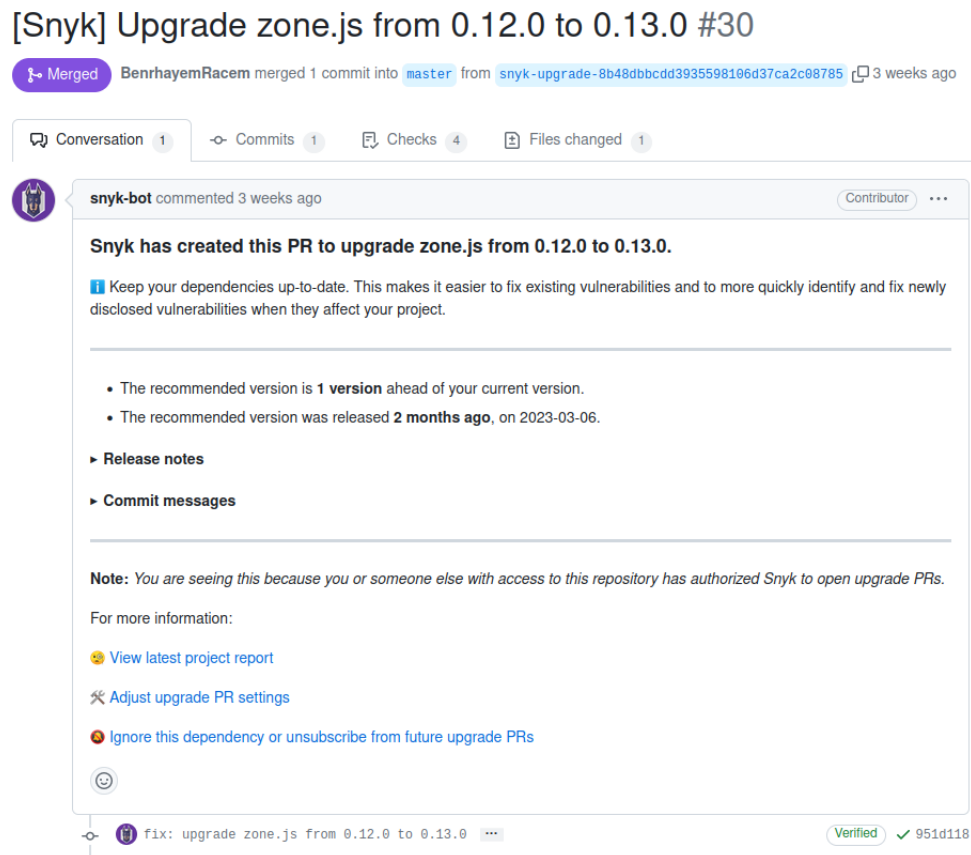 [Snyk] Upgrade zone.js from 0.12.0 to 0.13.0 #30
Merged BenrhayemRacem merged 1 commit into master from snyk-upgrade-8b48dbbcdd3935598106d37ca2c08785 3 weeks ago
Conversation 1 Commits 1 Checks 4 Files changed 1
snyk-bot commented 3 weeks ago Contributor ...
Snyk has created this PR to upgrade zone.js from 0.12.0 to 0.13.0.
ℹ️ Keep your dependencies up-to-date. This makes it easier to fix existing vulnerabilities and to more quickly identify and fix newly
disclosed vulnerabilities when they affect your project.
• The recommended version is 1 version ahead of your current version.
• The recommended version was released 2 months ago, on 2023-03-06.
▸ Release notes
▸ Commit messages
Note: You are seeing this because you or someone else with access to this repository has authorized Snyk to open upgrade PRs.
For more information:
🧐 View latest project report
🛠 Adjust upgrade PR settings
🔕 Ignore this dependency or unsubscribe from future upgrade PRs
fix: upgrade zone.js from 0.12.0 to 0.13.0 ... Verified ✓ 951d118